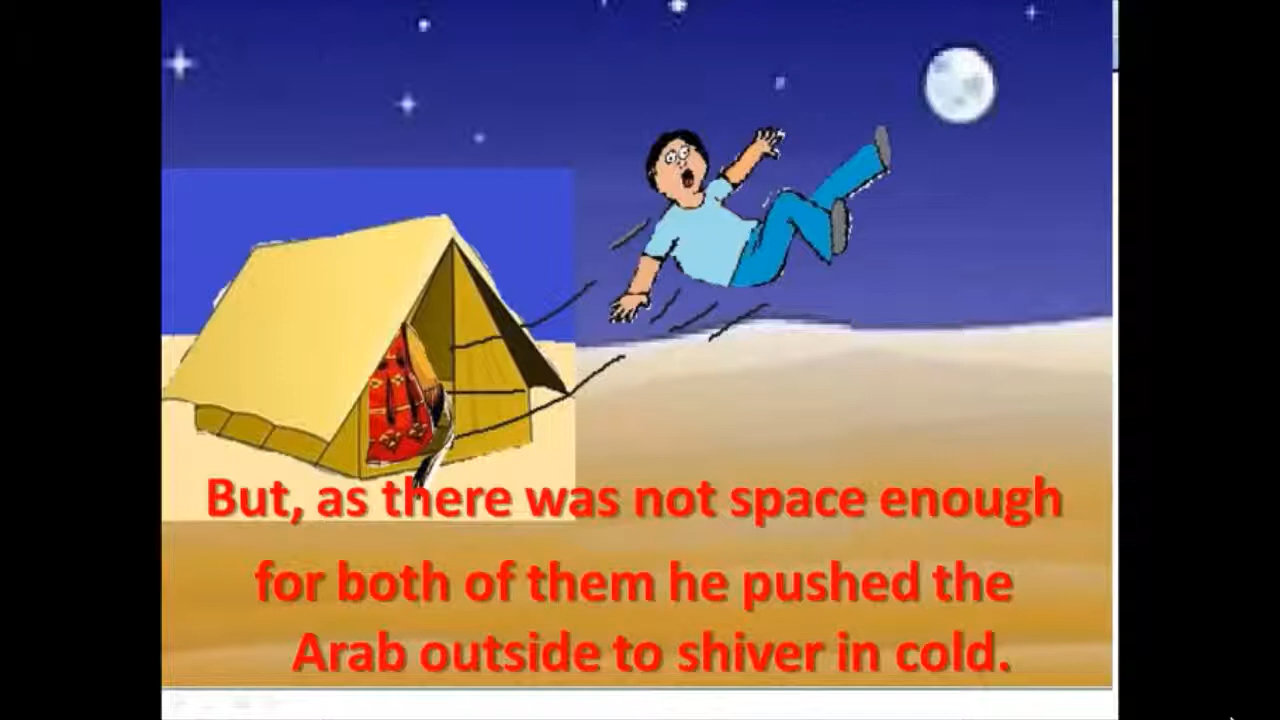 But, as there was not space enough
for both of them he pushed the
Arab outside to shiver in cold.